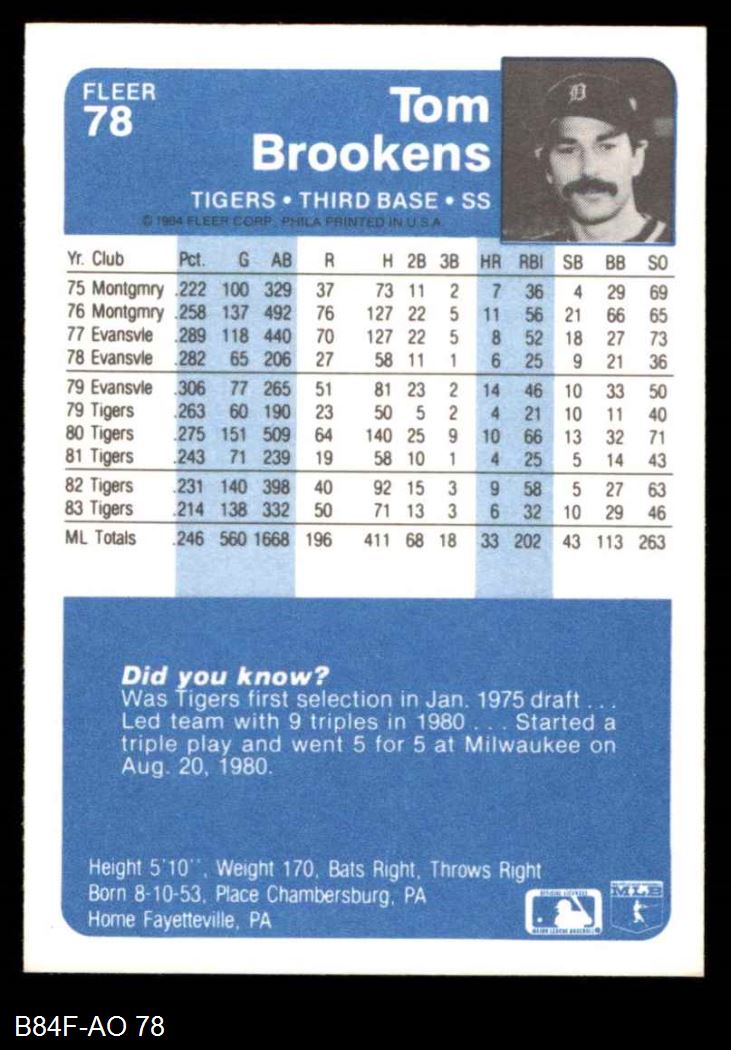 FLEER
78
Tom
Brookens
TIGERS • THIRD BASE • SS
© 1984 FLEER CORP. PHILA PRINTED IN U.S.A.
Yr. Club Pct. G AB R H 2B 3B HR RBI SB BB SO
75 Montgmry .222 100 329 37 73 11 2 7 36 4 29 69
76 Montgmry .258 137 492 76 127 22 5 11 56 21 66 65
77 Evansvle .289 118 440 70 127 22 5 8 52 18 27 73
78 Evansvle .282 65 206 27 58 11 1 6 25 9 21 36
79 Evansvle .306 77 265 51 81 23 2 14 46 10 33 50
79 Tigers .263 60 190 23 50 5 2 4 21 10 11 40
80 Tigers .275 151 509 64 140 25 9 10 66 13 32 71
81 Tigers .243 71 239 19 58 10 1 4 25 5 14 43
82 Tigers .231 140 398 40 92 15 3 9 58 5 27 63
83 Tigers .214 138 332 50 71 13 3 6 32 10 29 46
ML Totals .246 560 1668 196 411 68 18 33 202 43 113 263
Did you know?
Was Tigers first selection in Jan. 1975 draft . . .
Led team with 9 triples in 1980 . . . Started a
triple play and went 5 for 5 at Milwaukee on
Aug. 20, 1980.
Height 5'10'', Weight 170, Bats Right, Throws Right
Born 8-10-53, Place Chambersburg, PA
Home Fayetteville, PA
MLB
MAJOR LEAGUE BASEBALL
B84F-AO 78